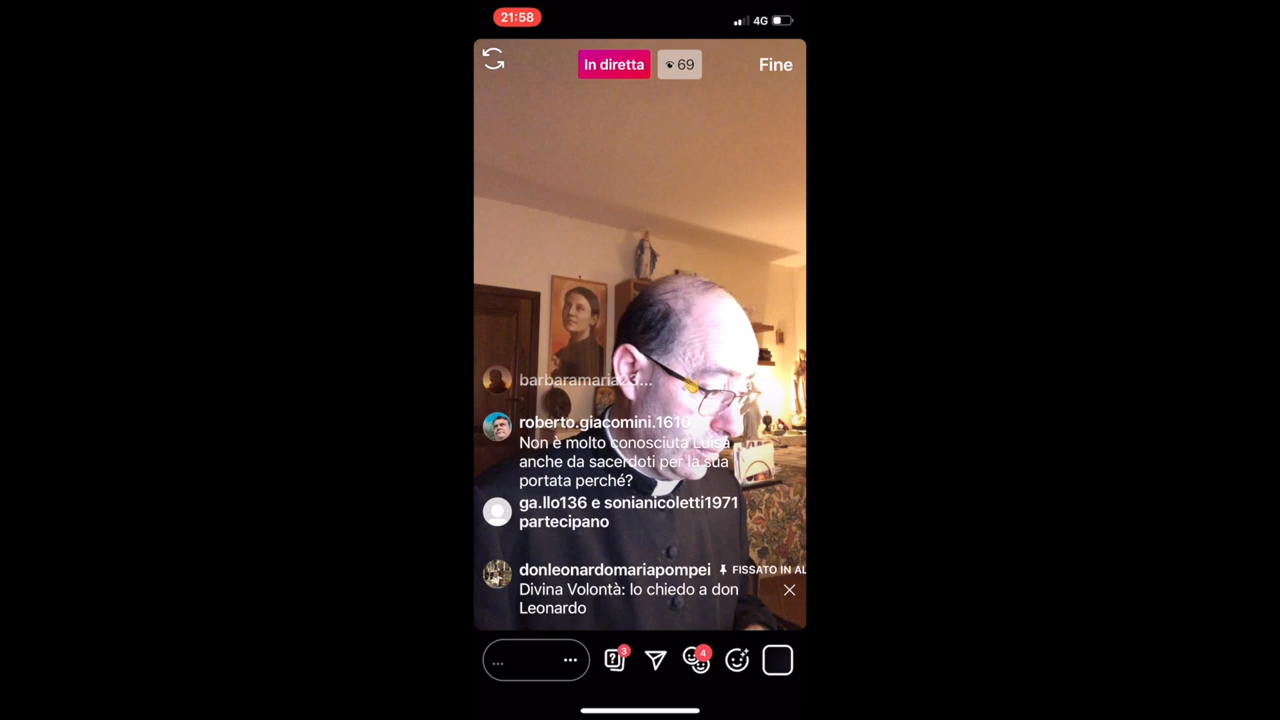 21:58
4G
In diretta
69
Fine
barbaramaria23...
roberto.giacomini.1610
Non è molto conosciuta Luisa
anche da sacerdoti per la sua
portata perché?
ga.llo136 e sonianicoletti1971
partecipano
donleonardomariapompei FISSATO IN AL
Divina Volontà: lo chiedo a don
Leonardo
... ...
3
4